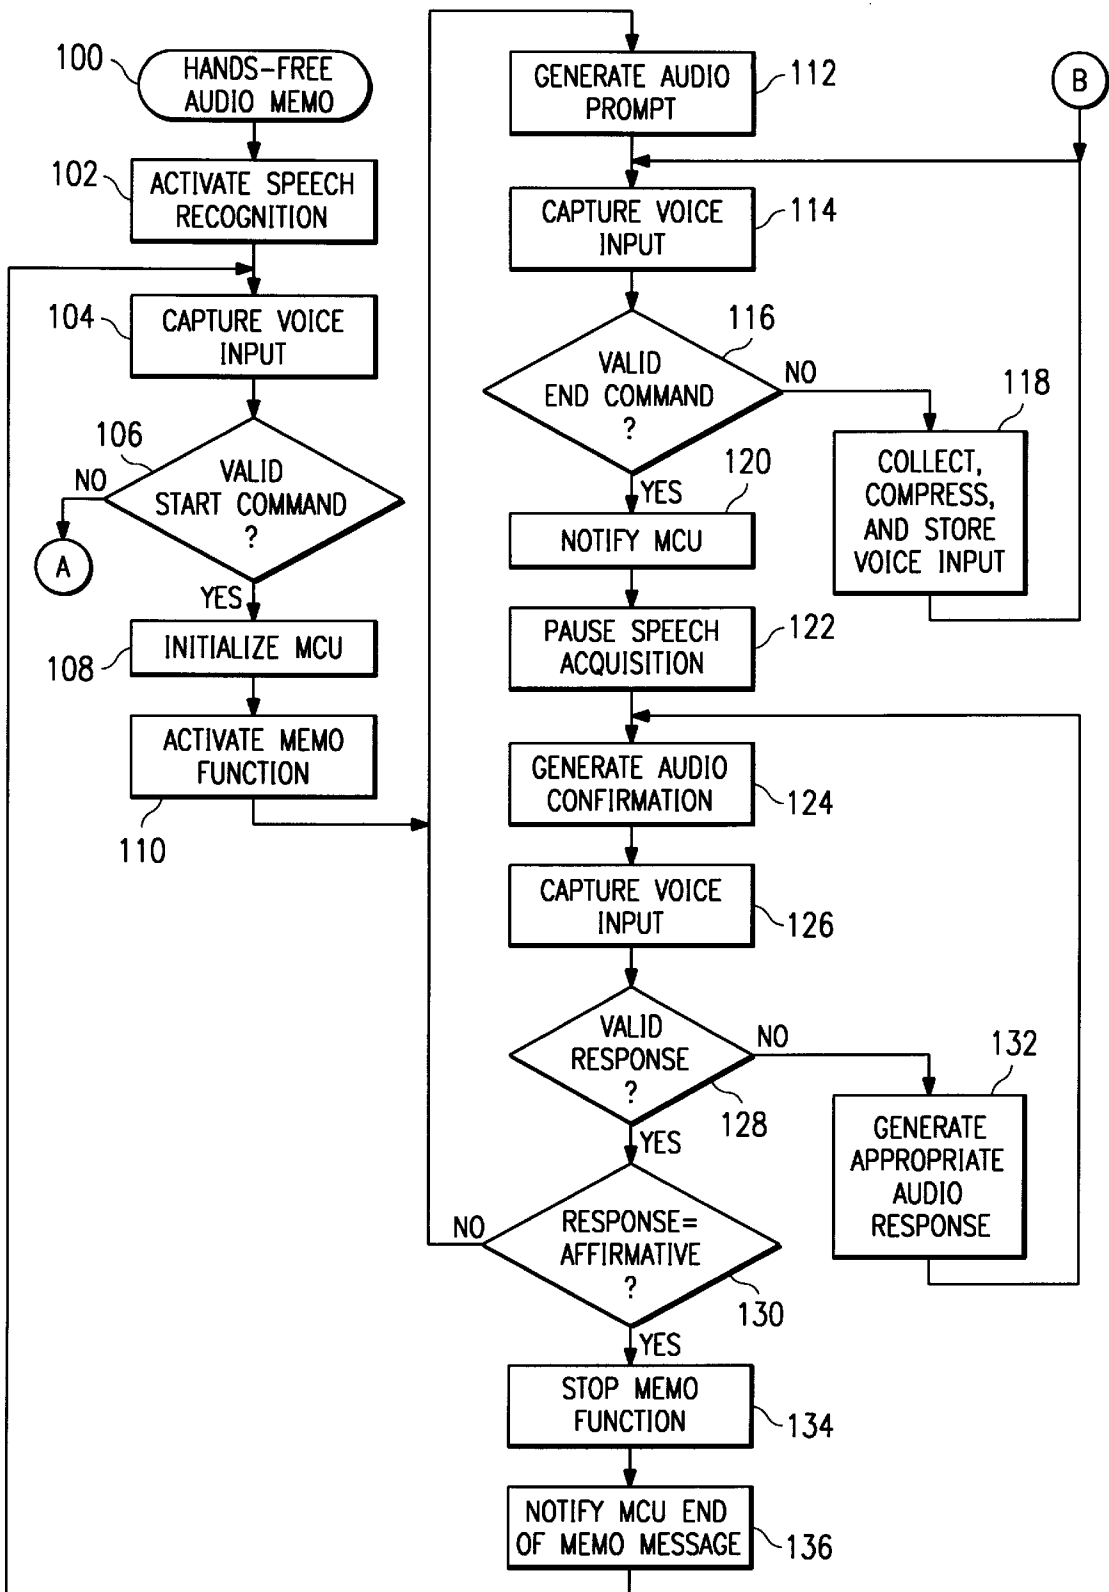 100
HANDS-FREE
AUDIO MEMO
102
ACTIVATE SPEECH
RECOGNITION
104
CAPTURE VOICE
INPUT
106
VALID
START COMMAND
?
NO
A
YES
108
INITIALIZE MCU
ACTIVATE MEMO
FUNCTION
110
GENERATE AUDIO
PROMPT
112
B
CAPTURE VOICE
INPUT
114
VALID
END COMMAND
?
116
NO
118
COLLECT,
COMPRESS,
AND STORE
VOICE INPUT
YES
120
NOTIFY MCU
PAUSE SPEECH
ACQUISITION
122
GENERATE AUDIO
CONFIRMATION
124
CAPTURE VOICE
INPUT
126
VALID
RESPONSE
?
128
NO
132
GENERATE
APPROPRIATE
AUDIO
RESPONSE
YES
RESPONSE=
AFFIRMATIVE
?
130
NO
YES
STOP MEMO
FUNCTION
134
NOTIFY MCU END
OF MEMO MESSAGE
136